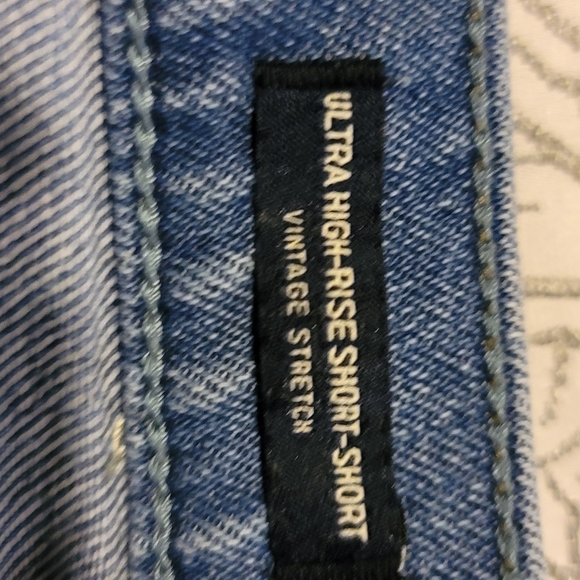 ULTRA HIGH-RISE SHORT-SHORT
VINTAGE STRETCH